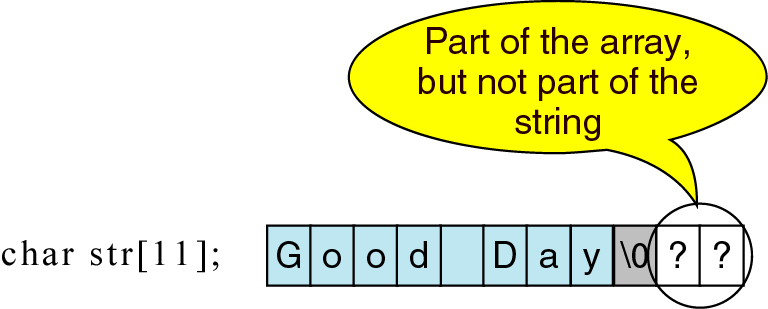 Part of the array,
but not part of the
string
char str[11]; G o o d D a y \0 ? ?